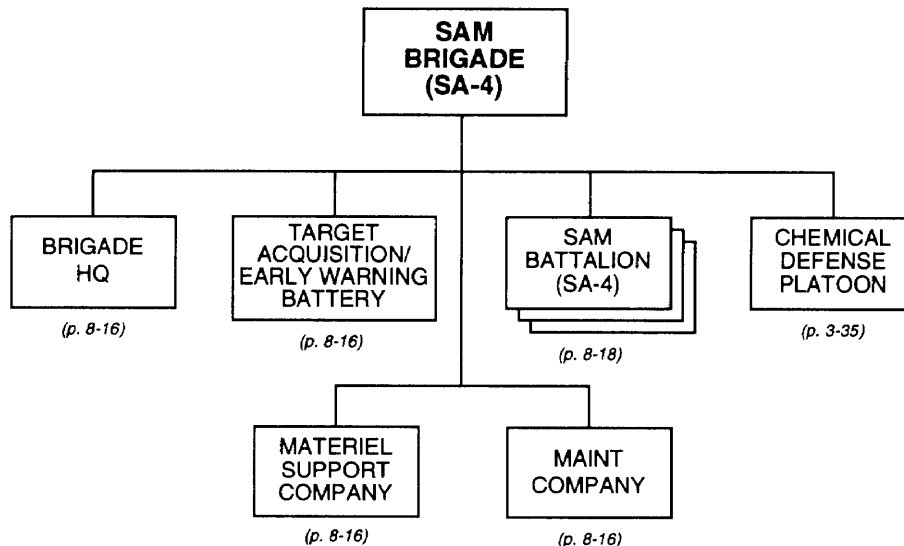 SAM
BRIGADE
(SA-4)
BRIGADE
HQ
(p. 8-16)
TARGET
ACQUISITION/
EARLY WARNING
BATTERY
(p. 8-16)
SAM
BATTALION
(SA-4)
(p. 8-18)
CHEMICAL
DEFENSE
PLATOON
(p. 3-35)
MATERIEL
SUPPORT
COMPANY
(p. 8-16)
MAINT
COMPANY
(p. 8-16)